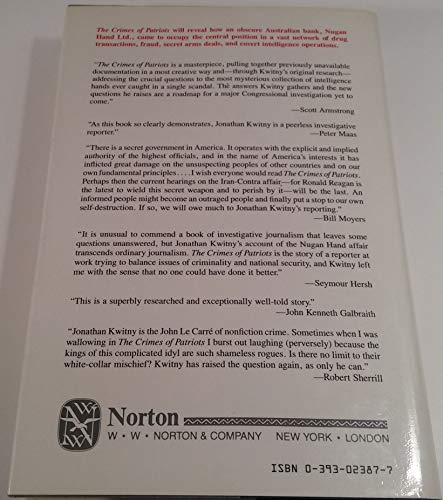 The Crimes of Patriots will reveal how an obscure Australian bank, Nugan
Hand Ltd., came to occupy the central position in a vast network of drug
transactions, fraud, secret arms deals, and covert intelligence operations.
"The Crimes of Patriots is a masterpiece, pulling together previously unavailable
documentation in a most creative way and—through Kwitny's original research—
addressing the crucial questions to the most mysterious collection of intelligence
hands ever caught in a single scandal. The answers Kwitny gathers and the new
questions he raises are a roadmap for a major Congressional investigation yet to
come."
—Scott Armstrong
"As this book so clearly demonstrates, Jonathan Kwitny is a peerless investigative
reporter."
—Peter Maas
"There is a secret government in America. It operates with the explicit and implied
authority of the highest officials, and in the name of America's interests it has
inflicted great damage on the unsuspecting peoples of other countries and on our
own fundamental principles. . . . I wish everyone would read The Crimes of Patriots.
Perhaps then the current hearings on the Iran-Contra affair—for Ronald Reagan is
the latest to wield this secret weapon and to perish by it—will be the last. An
informed people might become an outraged people and finally put a stop to our own
self-destruction. If so, we will owe much to Jonathan Kwitny's reporting."
—Bill Moyers
"It is unusual to commend a book of investigative journalism that leaves some
questions unanswered, but Jonathan Kwitny's account of the Nugan Hand affair
transcends ordinary journalism. The Crimes of Patriots is the story of a reporter at
work trying to balance issues of criminality and national security, and Kwitny left
me with the sense that no one could have done it better."
—Seymour Hersh
"This is a superbly researched and exceptionally well-told story."
—John Kenneth Galbraith
"Jonathan Kwitny is the John Le Carré of nonfiction crime. Sometimes when I was
wallowing in The Crimes of Patriots I burst out laughing (perversely) because the
kings of this complicated idyl are such shameless rogues. Is there no limit to their
white-collar mischief? Kwitny has raised the question again, as only he can."
—Robert Sherrill
Norton
W • W • NORTON & COMPANY NEW YORK • LONDON
ISBN 0-393-02387-7